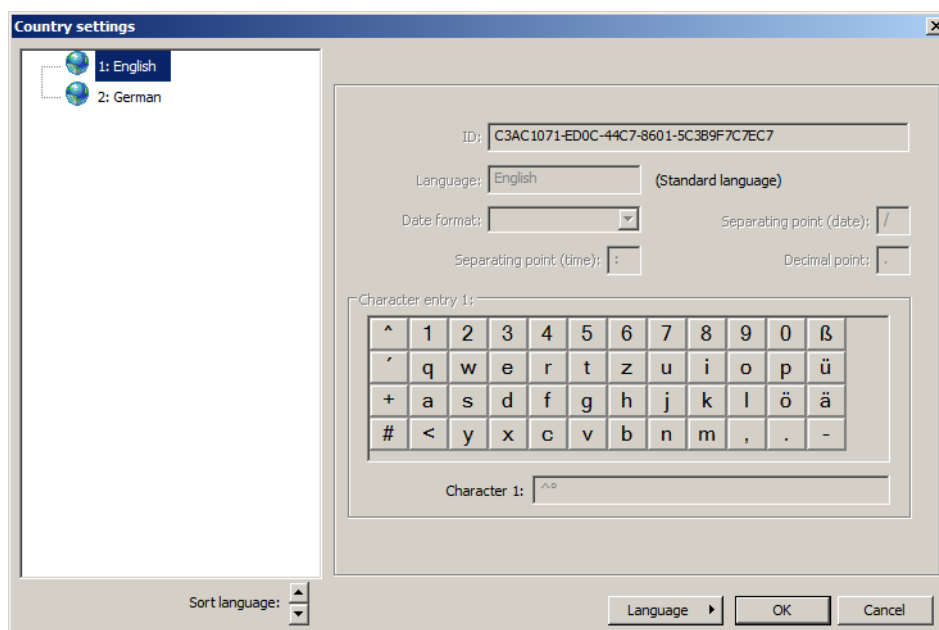 Country settings
1: English
2: German
ID: C3AC1071-ED0C-44C7-8601-5C3B9F7C7EC7
Language: English (Standard language)
Date format: Separating point (date): /
Separating point (time): : Decimal point: .
Character entry 1:
^ 1 2 3 4 5 6 7 8 9 0 ß
´ q w e r t z u i o p ü
+ a s d f g h j k l ö ä
# < y x c v b n m , . -
Character 1: ^°
Sort language:
Language OK Cancel